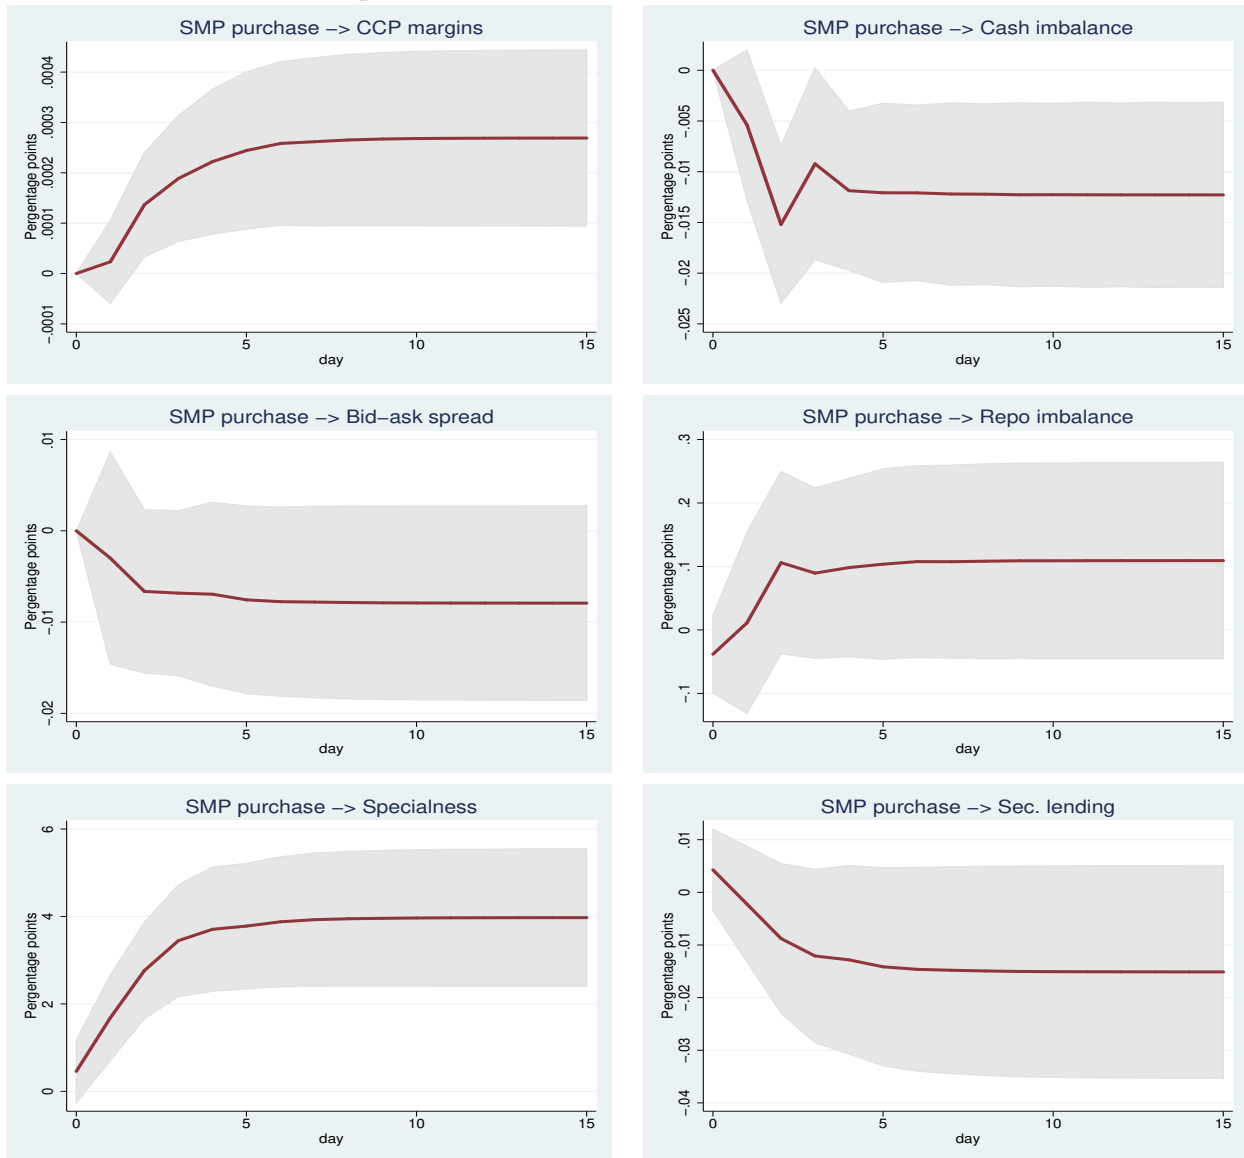 SMP purchase −> CCP margins
Pergentage points
.0004
.0003
.0002
.0001
0
−.0001
0 5 10 15
day
SMP purchase −> Cash imbalance
Pergentage points
0
−.005
−.01
−.015
−.02
−.025
0 5 10 15
day
SMP purchase −> Bid−ask spread
Pergentage points
.01
0
−.01
−.02
0 5 10 15
day
SMP purchase −> Repo imbalance
Pergentage points
.3
.2
.1
0
−.1
0 5 10 15
day
SMP purchase −> Specialness
Pergentage points
6
4
2
0
0 5 10 15
day
SMP purchase −> Sec. lending
Pergentage points
.01
0
−.01
−.02
−.03
−.04
0 5 10 15
day